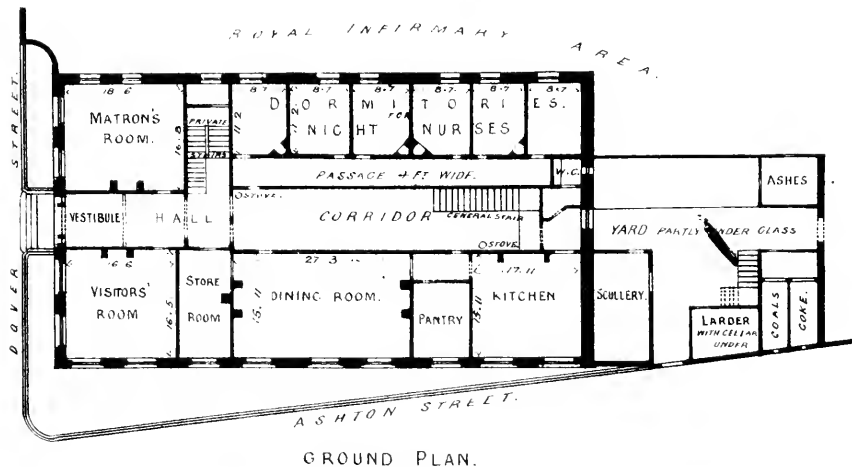 ROYAL INFIRMARY AREA.
18·6
8·7 8·7 8·7 8·7 8·7
DORMITORIES.
FOR
NIGHT NURSES
11·2
11·2
MATRON'S
ROOM.
16·8
PRIVATE
STAIRS
PASSAGE 4 FT WIDE.
W.C.
ASHES
STOVE.
VESTIBULE
HALL
CORRIDOR
GENERAL STAIR
STOVE
YARD PARTLY UNDER GLASS
16·6
27·3
17·11
VISITORS'
ROOM
16·5
STORE
ROOM
15·11
DINING ROOM.
PANTRY
15·11
KITCHEN
SCULLERY.
LARDER
WITH CELLAR
UNDER
COALS
COKE.
DOVER STREET.
ASHTON STREET.
GROUND PLAN.